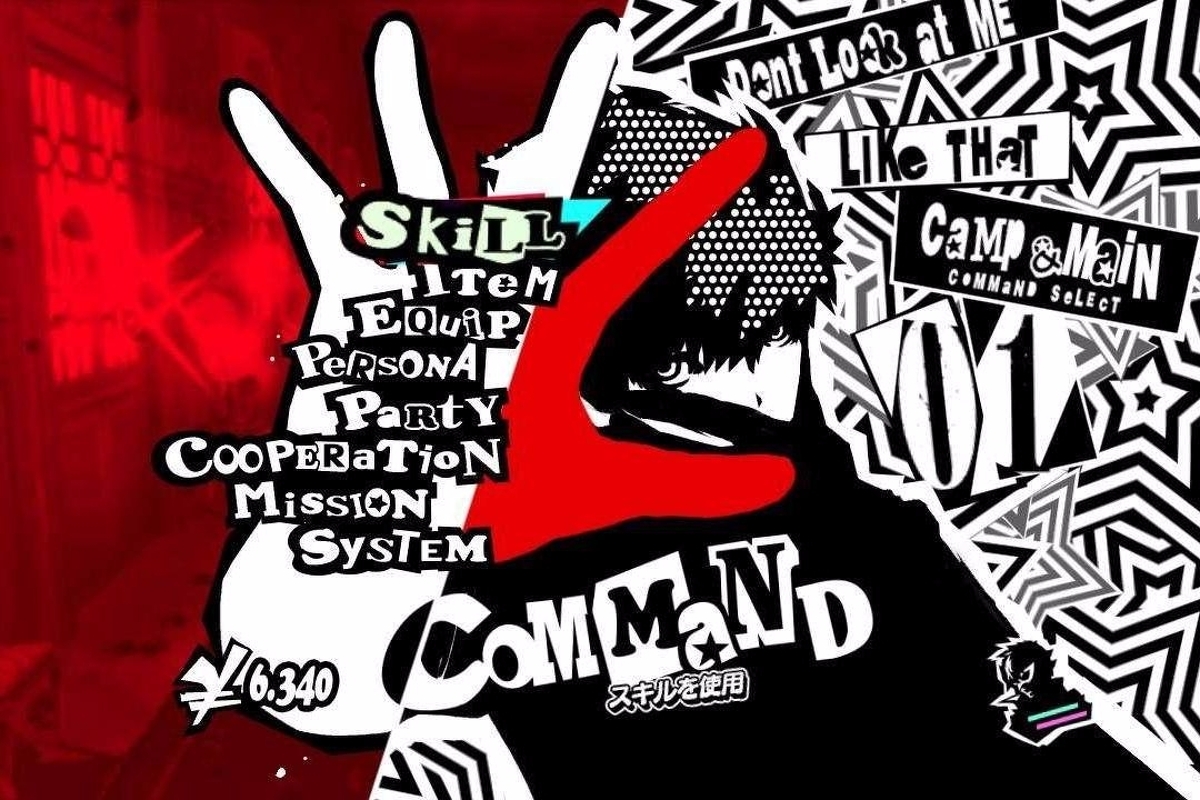 Dont Look at ME
LIKe THaT
CaMP & MaiN
CoMMaND SeLEcT
01
SKiLL
ITeM
EQuiP
PeRSONA
PaRtY
COOPERaTioN
MissioN
SySTEM
CoMMaND
スキルを使用
¥6.340